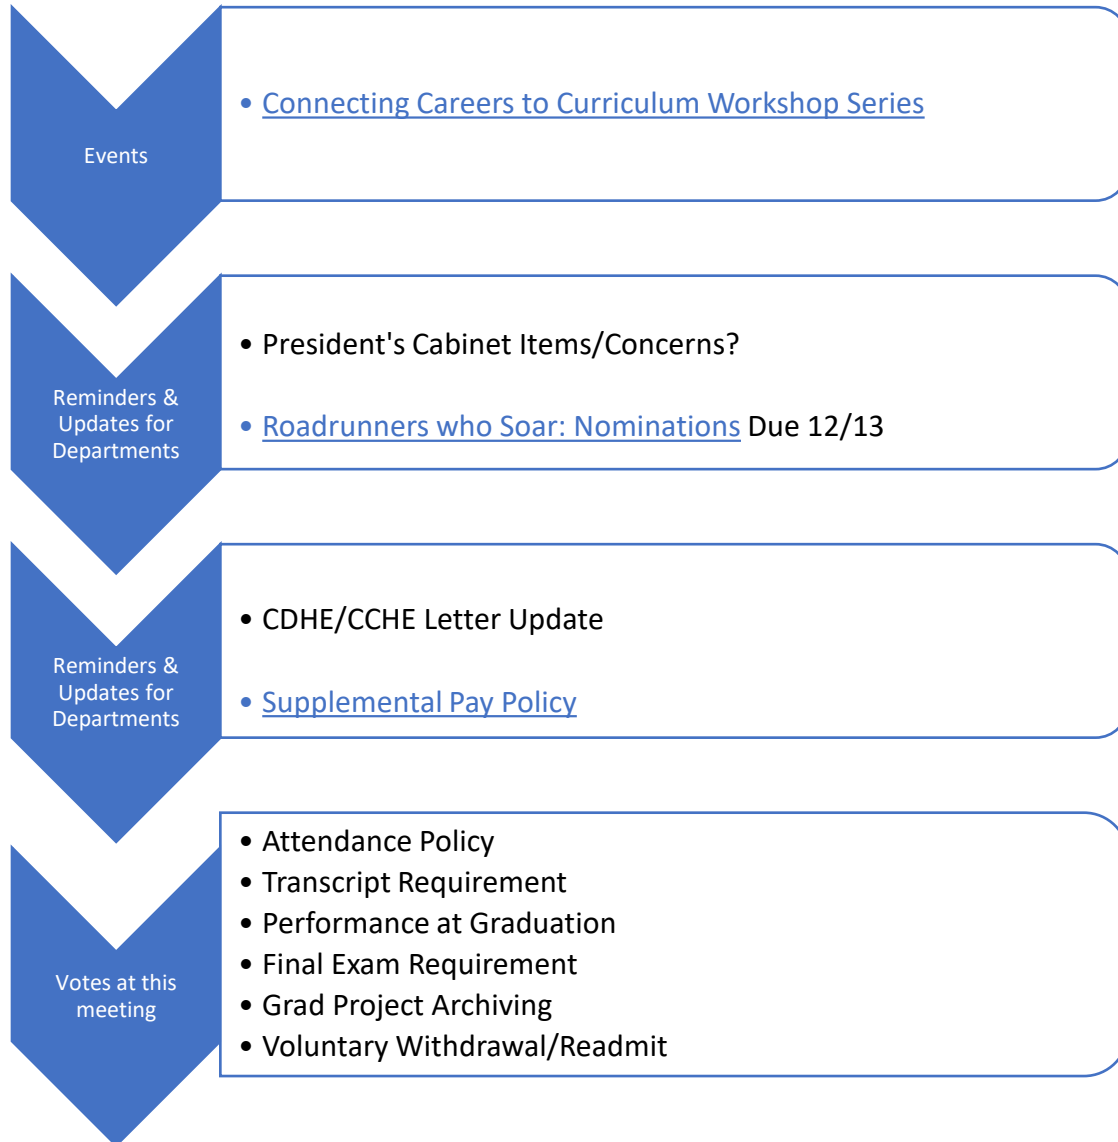 Events
• Connecting Careers to Curriculum Workshop Series
Reminders &
Updates for
Departments
• President's Cabinet Items/Concerns?
• Roadrunners who Soar: Nominations Due 12/13
Reminders &
Updates for
Departments
• CDHE/CCHE Letter Update
• Supplemental Pay Policy
Votes at this
meeting
• Attendance Policy
• Transcript Requirement
• Performance at Graduation
• Final Exam Requirement
• Grad Project Archiving
• Voluntary Withdrawal/Readmit